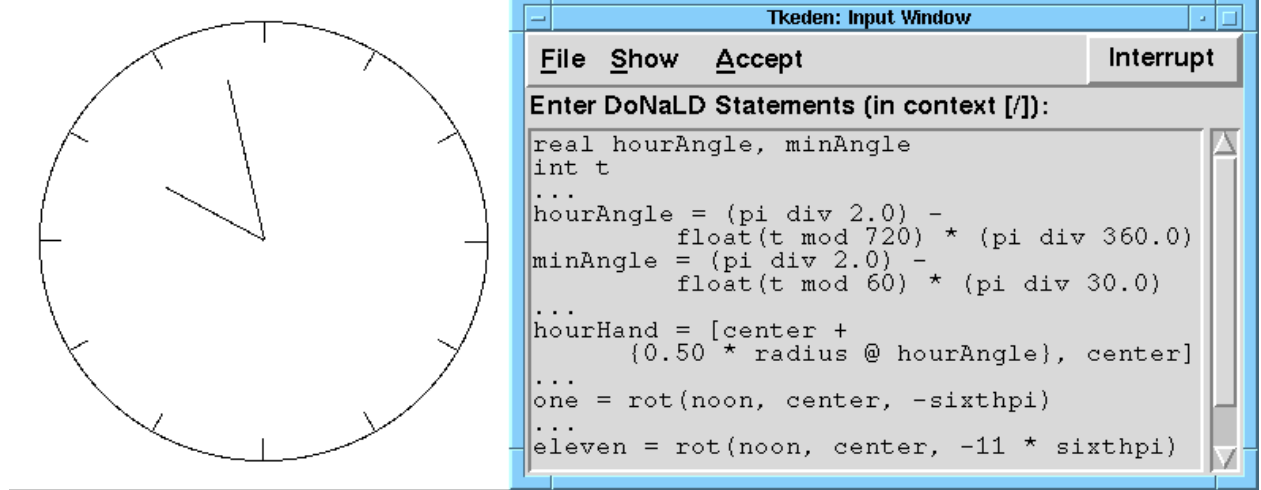 Tkeden: Input Window
File Show Accept Interrupt
Enter DoNaLD Statements (in context [/]):
real hourAngle, minAngle
int t
...
hourAngle = (pi div 2.0) -
          float(t mod 720) * (pi div 360.0)
minAngle = (pi div 2.0) -
          float(t mod 60) * (pi div 30.0)
...
hourHand = [center +
       {0.50 * radius @ hourAngle}, center]
...
one = rot(noon, center, -sixthpi)
...
eleven = rot(noon, center, -11 * sixthpi)